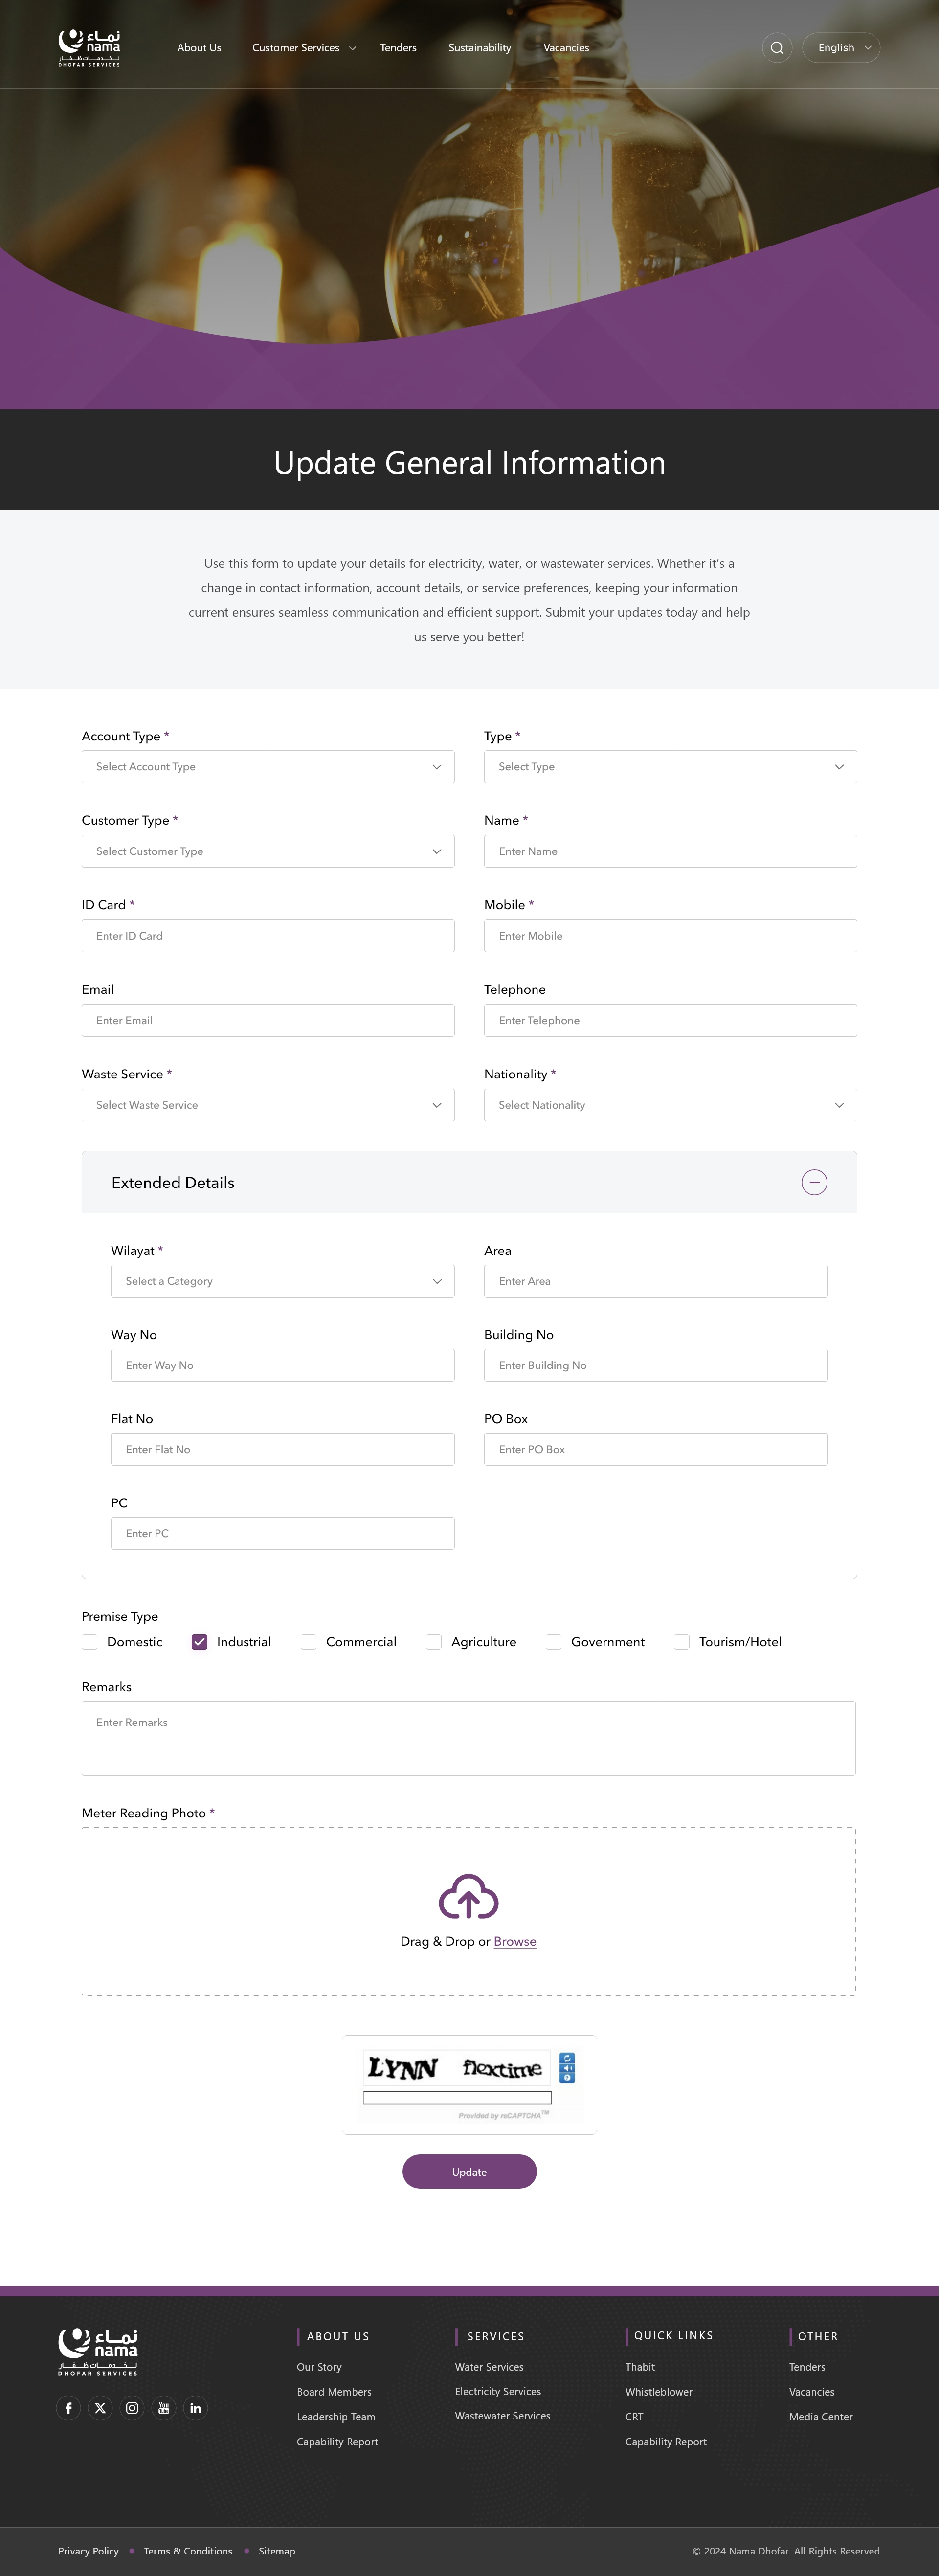 نماء
nama
لخدمات ظفار
DHOFAR SERVICES
About Us
Customer Services
Tenders
Sustainability
Vacancies
English
Update General Information
Use this form to update your details for electricity, water, or wastewater services. Whether it's a
change in contact information, account details, or service preferences, keeping your information
current ensures seamless communication and efficient support. Submit your updates today and help
us serve you better!
Account Type *
Type *
Select Account Type
Select Type
Customer Type *
Name *
Select Customer Type
Enter Name
ID Card *
Mobile *
Enter ID Card
Enter Mobile
Email
Telephone
Enter Email
Enter Telephone
Waste Service *
Nationality *
Select Waste Service
Select Nationality
Extended Details
Wilayat *
Area
Select a Category
Enter Area
Way No
Building No
Enter Way No
Enter Building No
Flat No
PO Box
Enter Flat No
Enter PO Box
PC
Enter PC
Premise Type
Domestic
Industrial
Commercial
Agriculture
Government
Tourism/Hotel
Remarks
Enter Remarks
Meter Reading Photo *
Drag & Drop or Browse
LYNN flextime
Provided by reCAPTCHA™
Update
نماء
nama
لخدمات ظفار
DHOFAR SERVICES
ABOUT US
Our Story
Board Members
Leadership Team
Capability Report
SERVICES
Water Services
Electricity Services
Wastewater Services
QUICK LINKS
Thabit
Whistleblower
CRT
Capability Report
OTHER
Tenders
Vacancies
Media Center
Privacy Policy
Terms & Conditions
Sitemap
© 2024 Nama Dhofar. All Rights Reserved